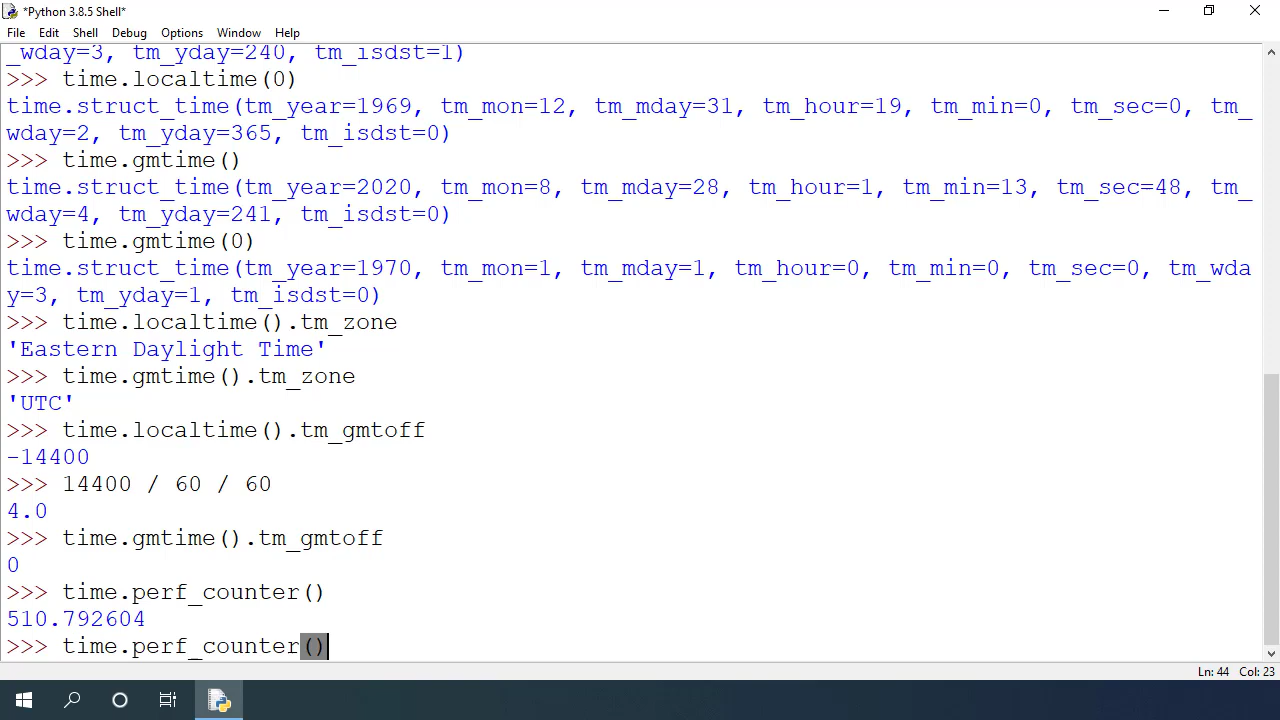 *Python 3.8.5 Shell*
File Edit Shell Debug Options Window Help
_wday=3, tm_yday=240, tm_isdst=1)
>>> time.localtime(0)
time.struct_time(tm_year=1969, tm_mon=12, tm_mday=31, tm_hour=19, tm_min=0, tm_sec=0, tm_
wday=2, tm_yday=365, tm_isdst=0)
>>> time.gmtime()
time.struct_time(tm_year=2020, tm_mon=8, tm_mday=28, tm_hour=1, tm_min=13, tm_sec=48, tm_
wday=4, tm_yday=241, tm_isdst=0)
>>> time.gmtime(0)
time.struct_time(tm_year=1970, tm_mon=1, tm_mday=1, tm_hour=0, tm_min=0, tm_sec=0, tm_wda
y=3, tm_yday=1, tm_isdst=0)
>>> time.localtime().tm_zone
'Eastern Daylight Time'
>>> time.gmtime().tm_zone
'UTC'
>>> time.localtime().tm_gmtoff
-14400
>>> 14400 / 60 / 60
4.0
>>> time.gmtime().tm_gmtoff
0
>>> time.perf_counter()
510.792604
>>> time.perf_counter()
Ln: 44 Col: 23